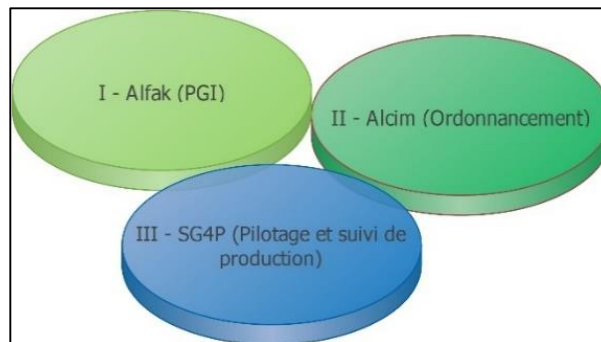 I - Alfak (PGI)
II - Alcim (Ordonnancement)
III - SG4P (Pilotage et suivi de
production)